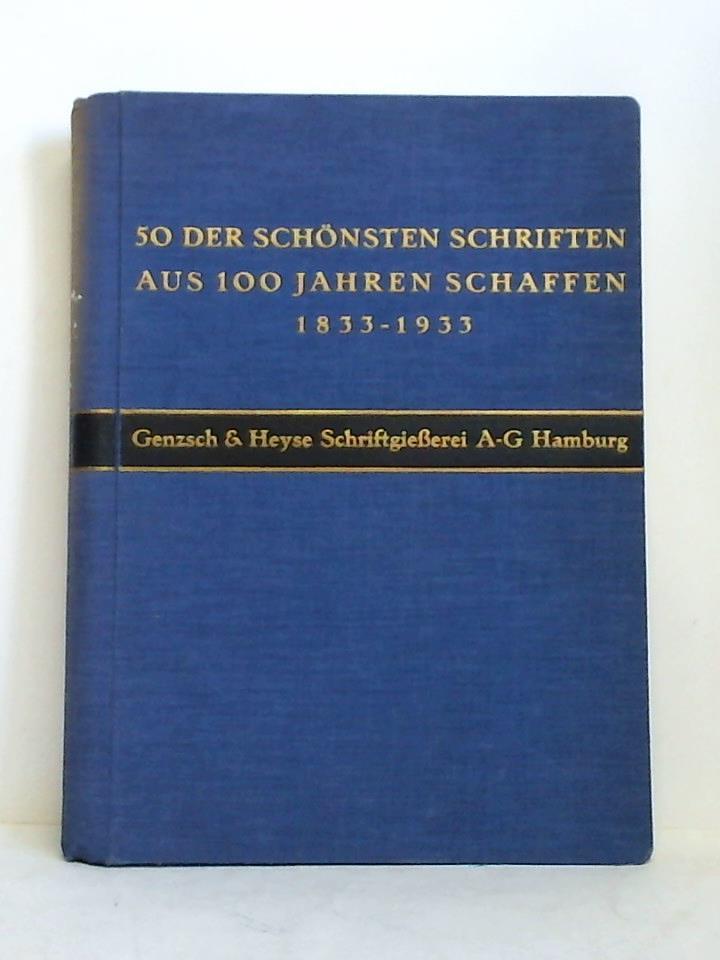 50 DER SCHÖNSTEN SCHRIFTEN
AUS 100 JAHREN SCHAFFEN
1833-1933
Genzsch & Heyse Schriftgießerei A-G Hamburg